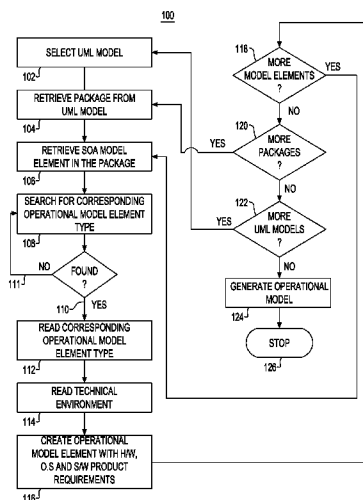 100
SELECT UML MODEL
102
RETRIEVE PACKAGE FROM
UML MODEL
104
RETRIEVE SOA MODEL
ELEMENT IN THE PACKAGE
106
SEARCH FOR CORRESPONDING
OPERATIONAL MODEL ELEMENT
TYPE
108
NO
FOUND
?
111
110
YES
READ CORRESPONDING
OPERATIONAL MODEL
ELEMENT TYPE
112
READ TECHNICAL
ENVIRONMENT
114
CREATE OPERATIONAL
MODEL ELEMENT WITH H/W,
O.S AND S/W PRODUCT
REQUIREMENTS
116
118
MORE
MODEL ELEMENTS
?
YES
NO
120
MORE
PACKAGES
?
YES
NO
122
MORE
UML MODELS
?
YES
NO
GENERATE OPERATIONAL
MODEL
124
STOP
126